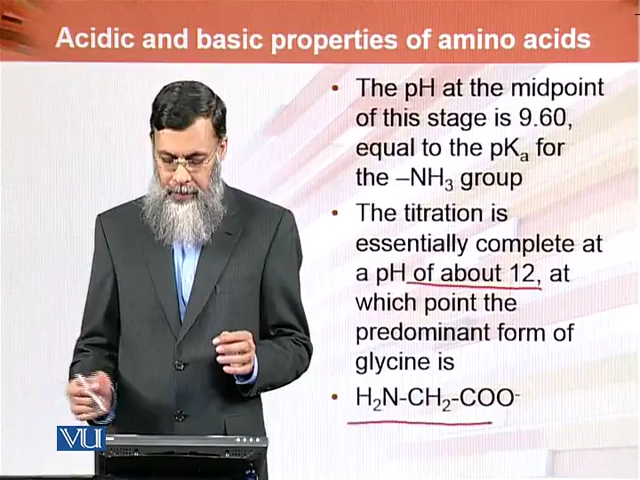 Acidic and basic properties of amino acids
• The pH at the midpoint
of this stage is 9.60,
equal to the pKₐ for
the –NH₃ group
• The titration is
essentially complete at
a pH of about 12, at
which point the
predominant form of
glycine is
• H₂N-CH₂-COO⁻
VU